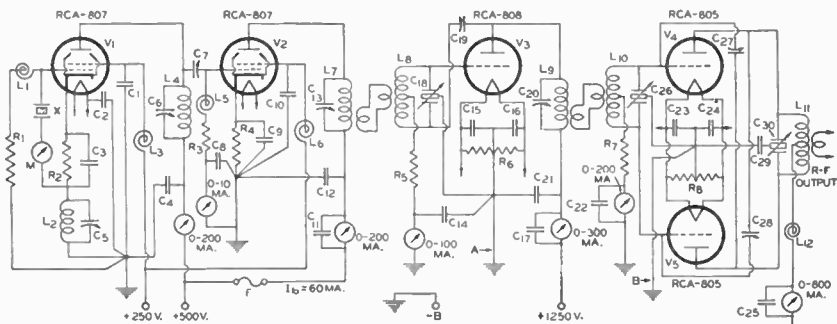 RCA-807
RCA-807
RCA-808
RCA-805
V1
V2
V3
V4
C7
C19
C27
L1
C1
L4
L7
L8
L9
L10
L11
X
C2
C6
L5
C10
C13
C18
C20
C26
C30
R1
M
R2
C3
L3
R3
R4
C9
L6
C15
C16
C23
C24
C29
R-F
OUTPUT
C8
R5
R6
R7
R8
L2
C5
C4
0-10
MA.
C12
C14
C21
0-200
MA.
C22
C28
L12
0-200
MA.
C11
0-200
MA.
0-100
MA.
A
C17
0-300
MA.
B
V5
RCA-805
0-800
MA.
F
Ib=60 MA.
C25
+250V.
+500V.
-B
+1250V.